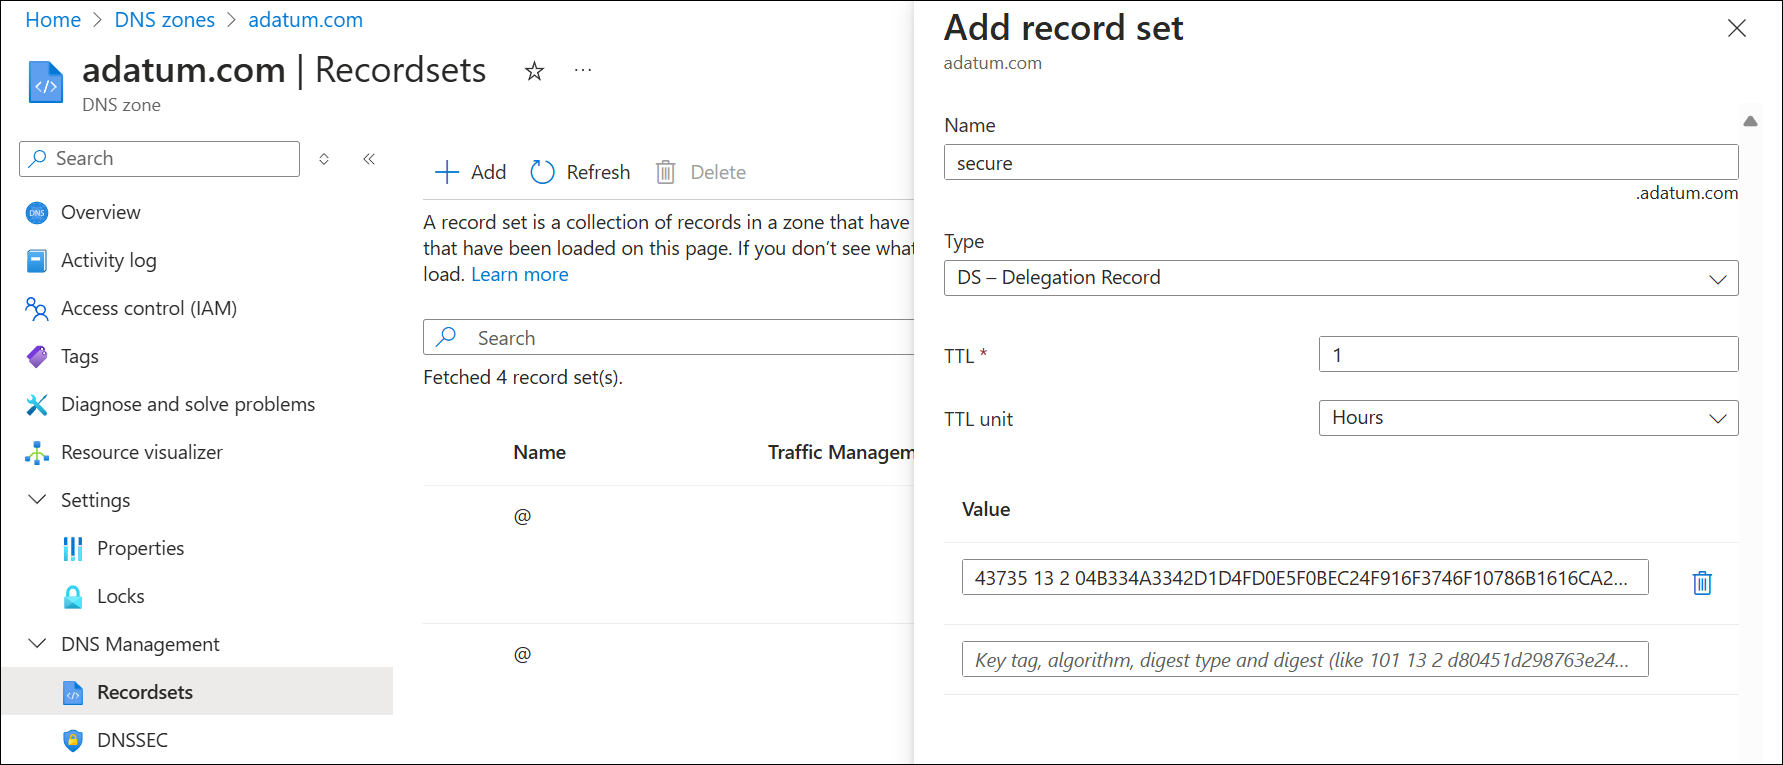 Home > DNS zones > adatum.com
adatum.com | Recordsets
DNS zone
Search
Overview
Activity log
Access control (IAM)
Tags
Diagnose and solve problems
Resource visualizer
Settings
Properties
Locks
DNS Management
Recordsets
DNSSEC
Add
Refresh
Delete
A record set is a collection of records in a zone that have
that have been loaded on this page. If you don't see what
load. Learn more
Search
Fetched 4 record set(s).
Name
Traffic Managem
@
@
Add record set
adatum.com
Name
secure
.adatum.com
Type
DS – Delegation Record
TTL *
1
TTL unit
Hours
Value
43735 13 2 04B334A3342D1D4FD0E5F0BEC24F916F3746F10786B1616CA2...
Key tag, algorithm, digest type and digest (like 101 13 2 d80451d298763e24...